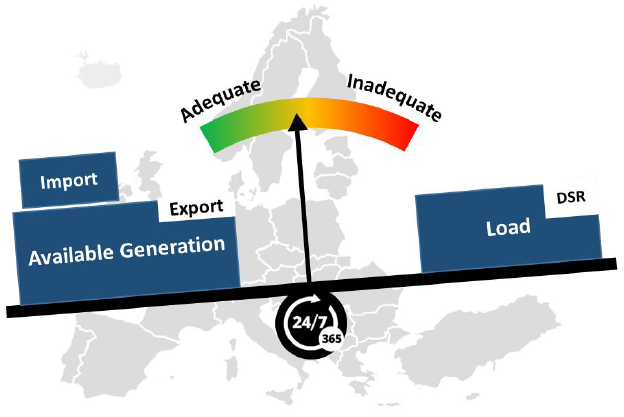 Adequate
Inadequate
Import
Export
Available Generation
DSR
Load
24/7
365